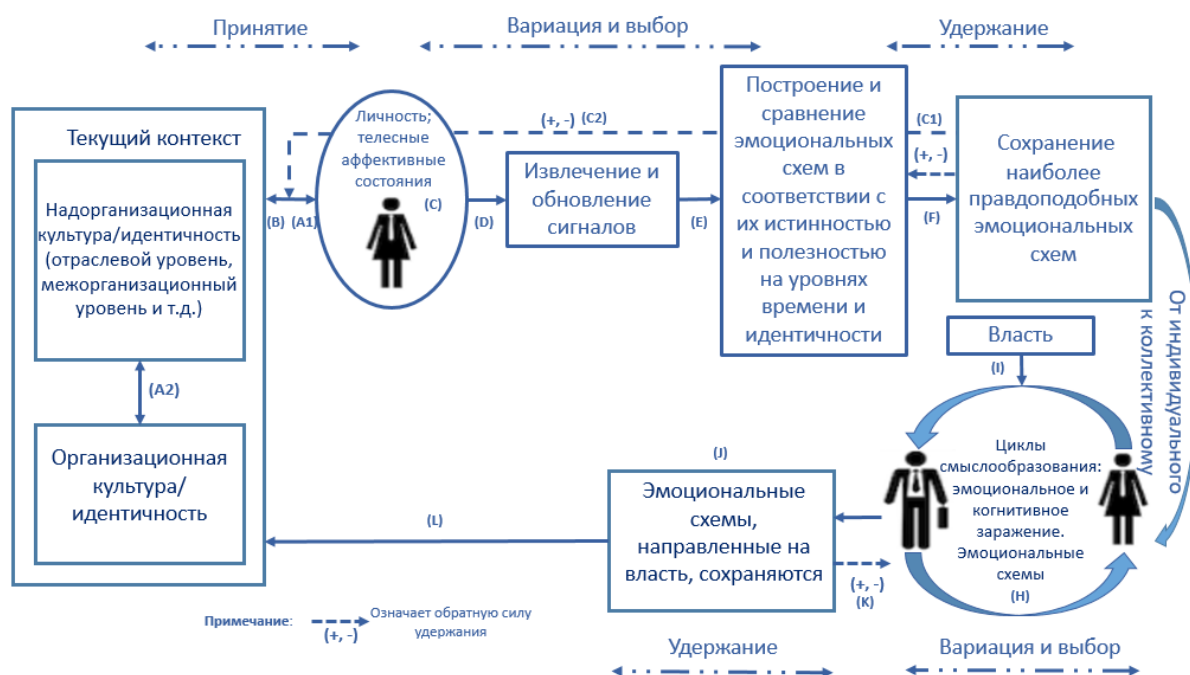 Принятие
Вариация и выбор
Удержание
Текущий контекст
Надорганизационная
культура/идентичность
(отраслевой уровень,
межорганизационный
уровень и т.д.)
(A2)
Организационная
культура/
идентичность
(B) (A1)
Личность;
телесные
аффективные
состояния
(C)
(+, -) (C2)
(D)
Извлечение и
обновление
сигналов
(E)
Построение и
сравнение
эмоциональных
схем в
соответствии с
их истинностью
и полезностью
на уровнях
времени и
идентичности
(C1)
(+, -)
(F)
Сохранение
наиболее
правдоподобных
эмоциональных
схем
От индивидуального
к коллективному
Власть
(I)
Циклы
смыслообразования:
эмоциональное и
когнитивное
заражение.
Эмоциональные
схемы
(H)
(J)
Эмоциональные
схемы,
направленные на
власть, сохраняются
(+, -)
(K)
(L)
Примечание:
(+, -)
Означает обратную силу
удержания
Удержание
Вариация и выбор